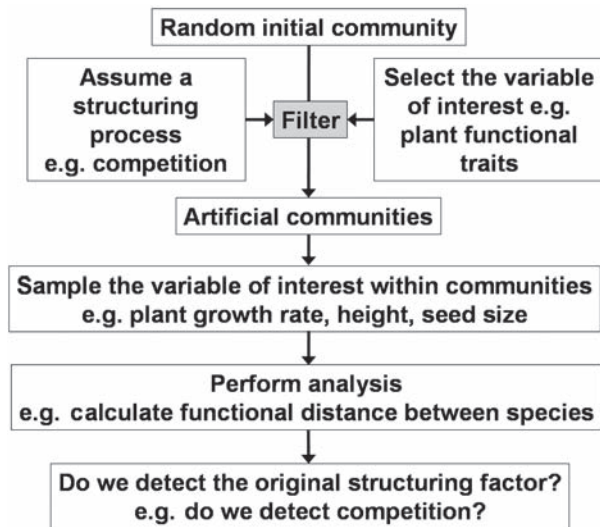 Random initial community
Assume a
structuring
process
e.g. competition
Filter
Select the variable
of interest e.g.
plant functional
traits
Artificial communities
Sample the variable of interest within communities
e.g. plant growth rate, height, seed size
Perform analysis
e.g. calculate functional distance between species
Do we detect the original structuring factor?
e.g. do we detect competition?